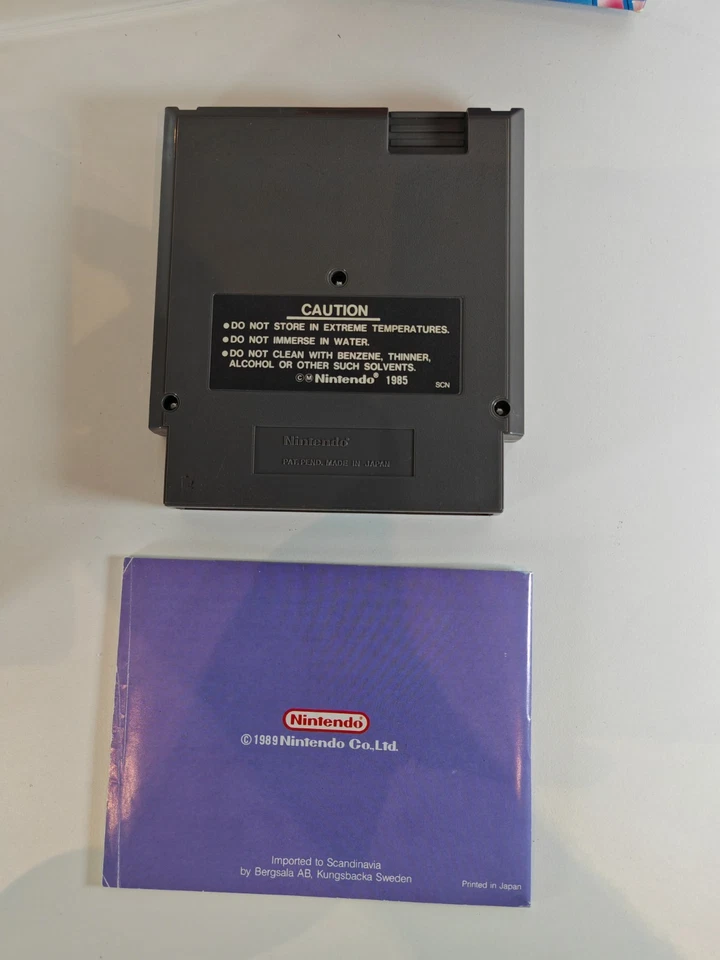 CAUTION
●DO NOT STORE IN EXTREME TEMPERATURES.
●DO NOT IMMERSE IN WATER.
●DO NOT CLEAN WITH BENZENE, THINNER,
ALCOHOL OR OTHER SUCH SOLVENTS.
©Ⓜ Nintendo® 1985 SCN
Nintendo®
PAT. PEND. MADE IN JAPAN
Nintendo®
©1989 Nintendo Co., Ltd.
Imported to Scandinavia
by Bergsala AB, Kungsbacka Sweden
Printed in Japan